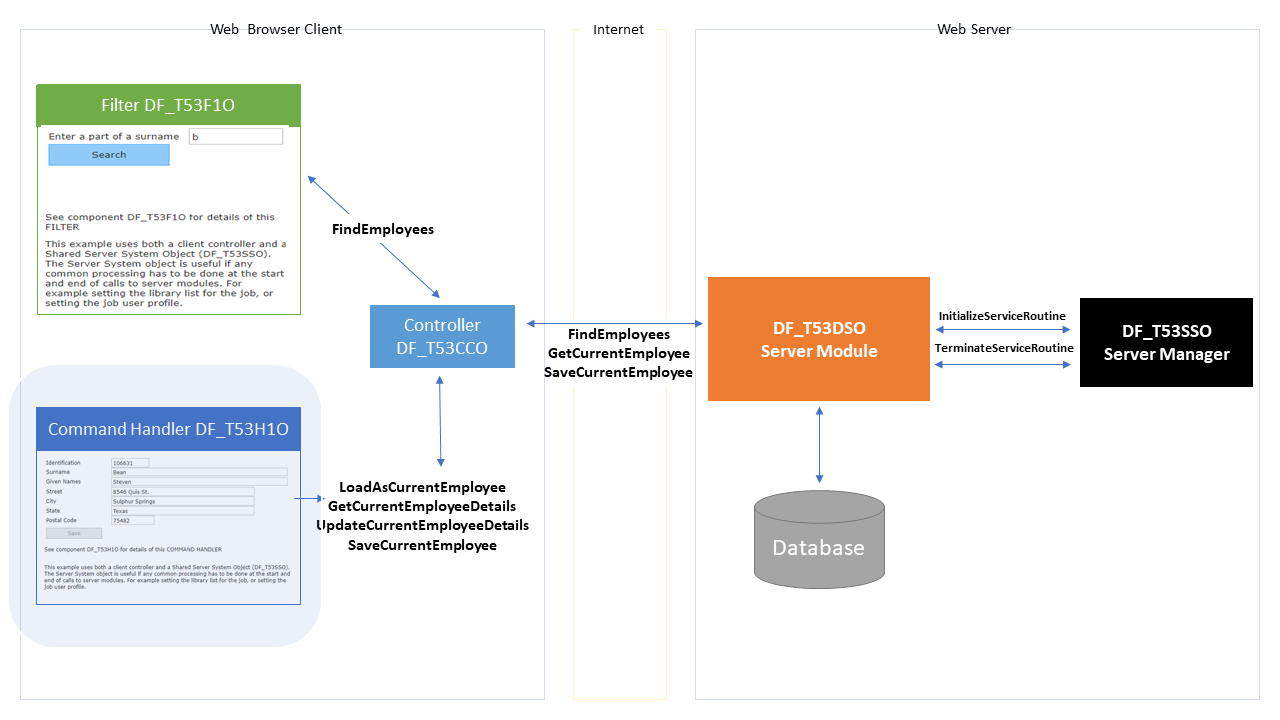 Web  Browser Client
Internet
Web Server
Filter DF_T53F1O
Enter a part of a surname
b
Search
See component DF_T53F1O for details of this
FILTER
This example uses both a client controller and a
Shared Server System Object (DF_T53SSO).
The Server System object is useful if any
common processing has to be done at the start
and end of calls to server modules. For
example setting the library list for the job, or
setting the job user profile.
FindEmployees
Controller
DF_T53CCO
FindEmployees
GetCurrentEmployee
SaveCurrentEmployee
DF_T53DSO
Server Module
InitializeServiceRoutine
TerminateServiceRoutine
DF_T53SSO
Server Manager
Command Handler DF_T53H1O
Identification 106631
Surname Bean
Given Names Steven
Street 8546 Quis St.
City Sulphur Springs
State Texas
Postal Code 75482
Save
See component DF_T53H1O for details of this COMMAND HANDLER
This example uses both a client controller and a Shared Server System Object (DF_T53SSO).
The Server System object is useful if any common processing has to be done at the start and
end of calls to server modules. For example setting the library list for the job, or setting the
job user profile.
LoadAsCurrentEmployee
GetCurrentEmployeeDetails
UpdateCurrentEmployeeDetails
SaveCurrentEmployee
Database